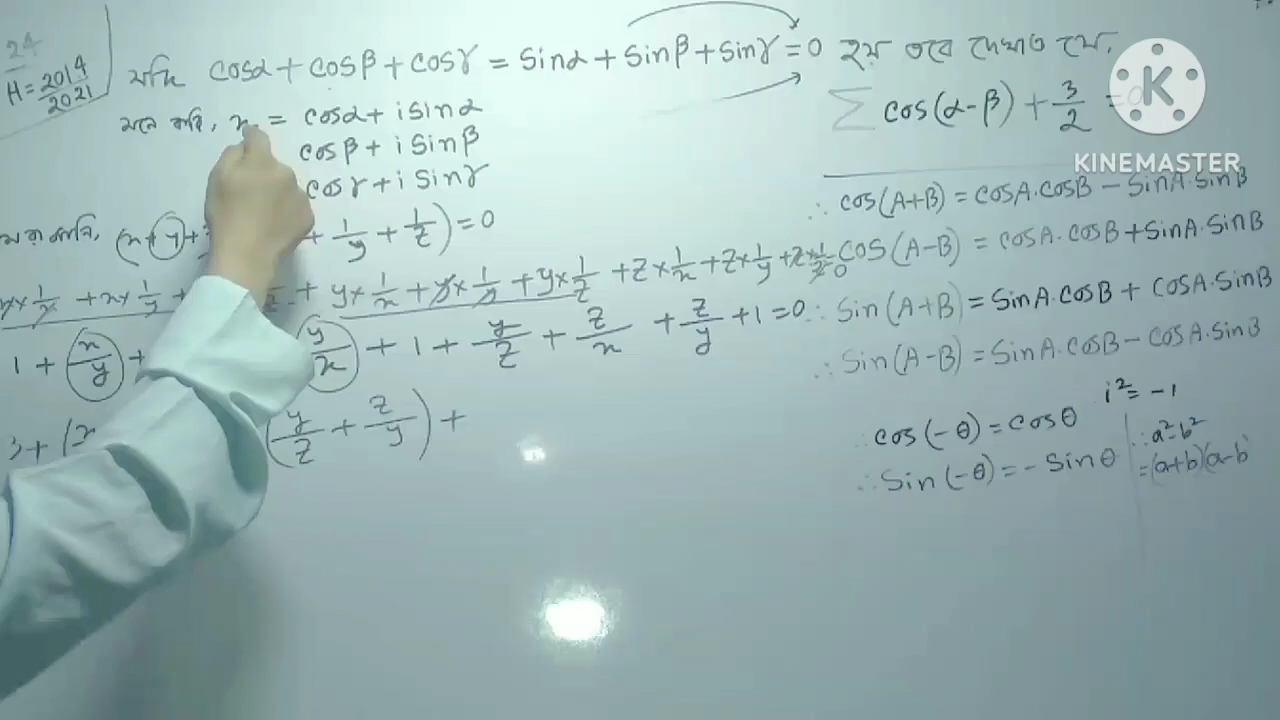 24
H = 2014
2021
যদি cosα + cosβ + cosγ = sinα + sinβ + sinγ = 0 হয় তবে দেখাও যে,
Σ cos(α-β) + 3/2 =
মনে করি, x = cosα + i sinα
cosβ + i sinβ
cosγ + i sinγ
(x + y + + 1/y + 1/z) = 0
x × 1/x + x × 1/y + + y × 1/x + y × 1/y + y × 1/z + z × 1/x + z × 1/y + z × 1/z = 0
1 + x/y + y/x + 1 + y/z + z/x + z/y + 1 = 0
3 + (x (y/z + z/y) +
∴ cos(A+B) = cosA.cosB - sinA.sinB
cos(A-B) = cosA.cosB + sinA.sinB
∴ sin(A+B) = sinA.cosB + cosA.sinB
∴ sin(A-B) = sinA.cosB - cosA.sinB
i² = -1
∴ cos(-θ) = cosθ
∴ sin(-θ) = -sinθ
∴ a²-b²
=(a+b)(a-b
K
KINEMASTER